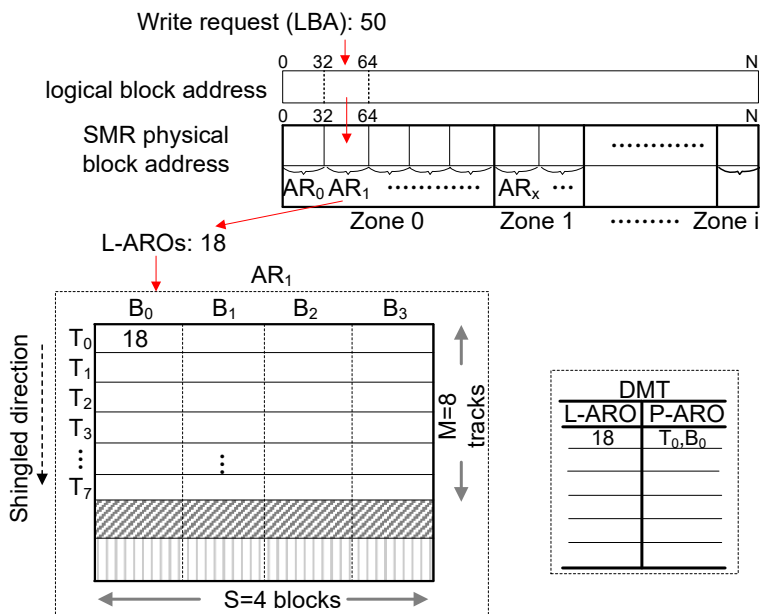 Write request (LBA): 50
0 32 64 N
logical block address
0 32 64 N
SMR physical block address
............
AR₀ AR₁ ............ ARₓ ...
Zone 0 Zone 1 ......... Zone i
L-AROs: 18
AR₁
B₀ B₁ B₂ B₃
T₀ 18
T₁
T₂
T₃
... ...
T₇
Shingled direction
M=8 tracks
S=4 blocks
DMT
L-ARO P-ARO
18 T₀,B₀